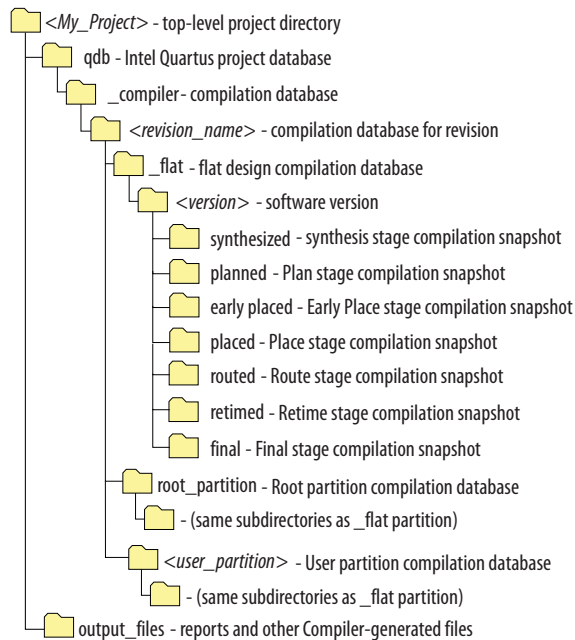 <My_Project> - top-level project directory
qdb - Intel Quartus project database
_compiler- compilation database
<revision_name> - compilation database for revision
_flat - flat design compilation database
<version> - software version
synthesized - synthesis stage compilation snapshot
planned - Plan stage compilation snapshot
early placed - Early Place stage compilation snapshot
placed - Place stage compilation snapshot
routed - Route stage compilation snapshot
retimed - Retime stage compilation snapshot
final - Final stage compilation snapshot
root_partition - Root partition compilation database
- (same subdirectories as _flat partition)
<user_partition> - User partition compilation database
- (same subdirectories as _flat partition)
output_files - reports and other Compiler-generated files